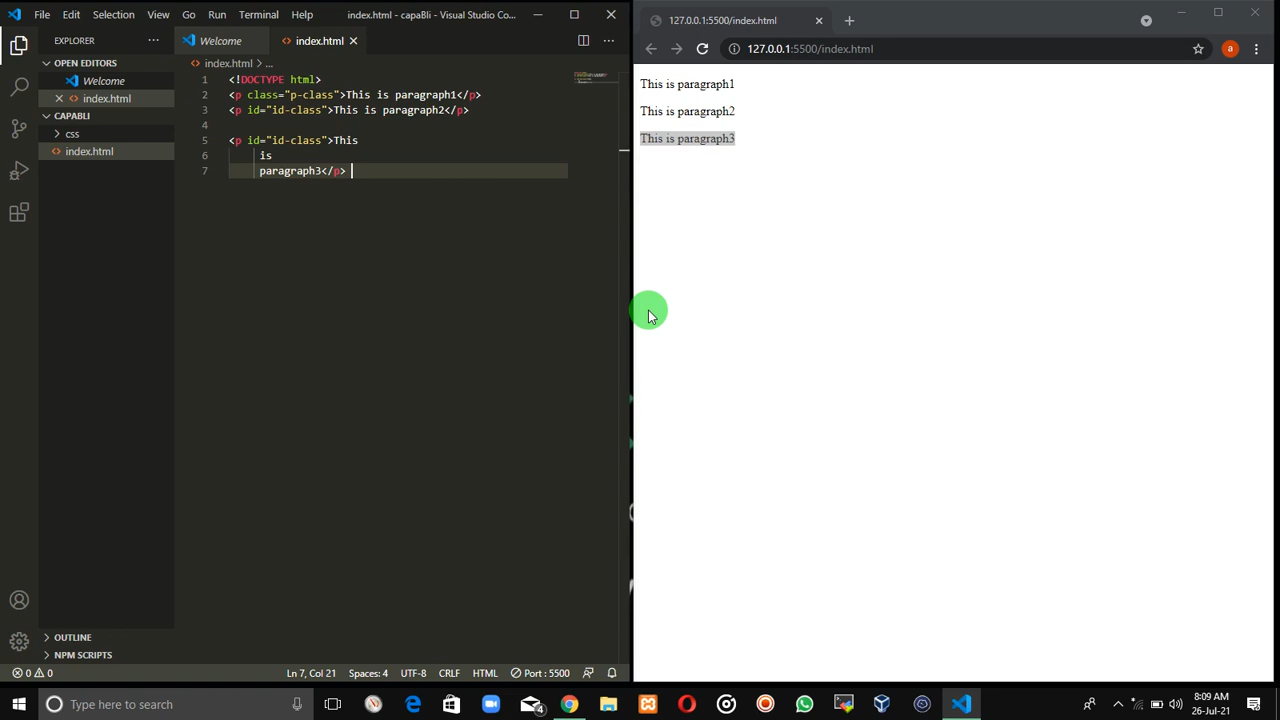 File Edit Selection View Go Run Terminal Help index.html - capaBli - Visual Studio Co...
127.0.0.1:5500/index.html
EXPLORER
Welcome
index.html
OPEN EDITORS
Welcome
index.html
CAPABLI
css
index.html
index.html > ...
1 <!DOCTYPE html>
2 <p class="p-class">This is paragraph1</p>
3 <p id="id-class">This is paragraph2</p>
4
5 <p id="id-class">This
6 is
7 paragraph3</p>
127.0.0.1:5500/index.html
a
This is paragraph1
This is paragraph2
This is paragraph3
OUTLINE
NPM SCRIPTS
0 0 Ln 7, Col 21 Spaces: 4 UTF-8 CRLF HTML Port : 5500
Type here to search
4
8:09 AM
26-Jul-21